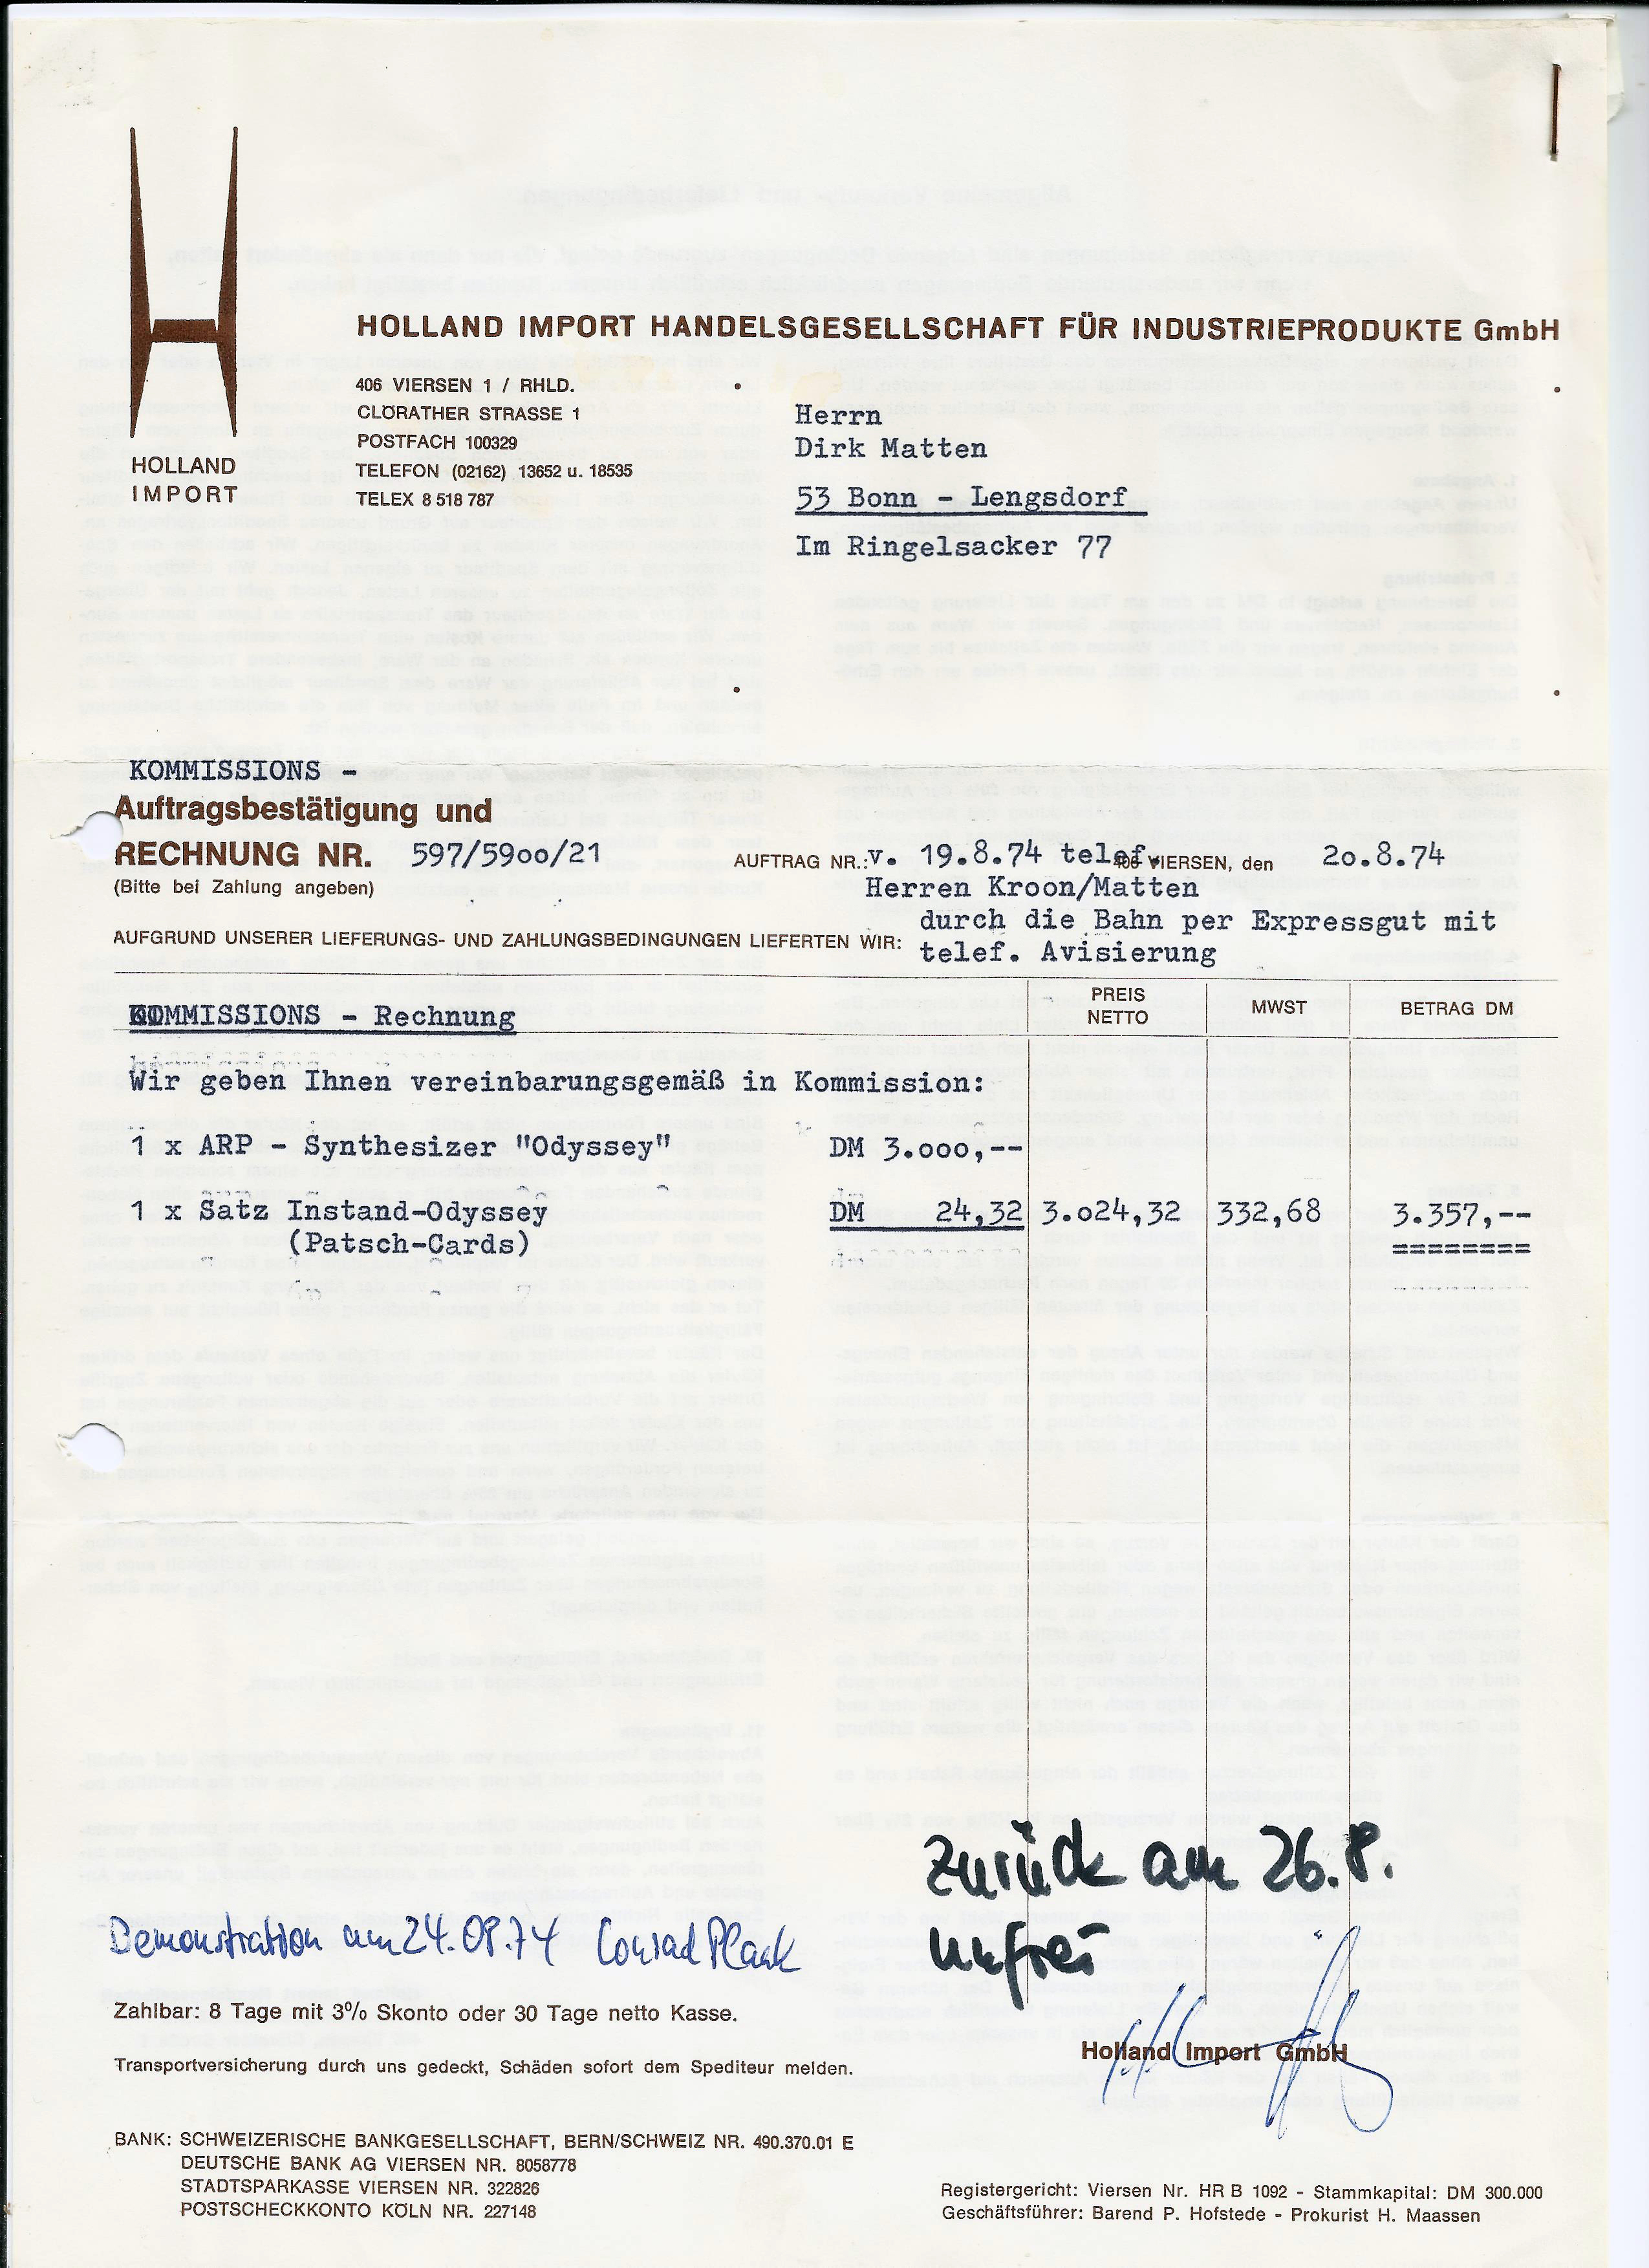 HOLLAND
IMPORT
HOLLAND IMPORT HANDELSGESELLSCHAFT FÜR INDUSTRIEPRODUKTE GmbH
406 VIERSEN 1 / RHLD.
CLÖRATHER STRASSE 1
POSTFACH 100329
TELEFON (02162) 13652 u. 18535
TELEX 8 518 787
Herrn
Dirk Matten
53 Bonn - Lengsdorf
Im Ringelsacker 77
KOMMISSIONS -
Auftragsbestätigung und
RECHNUNG NR. 597/59oo/21
(Bitte bei Zahlung angeben)
AUFTRAG NR.: v. 19.8.74 telef.
406 VIERSEN, den 2o.8.74
Herren Kroon/Matten
durch die Bahn per Expressgut mit
telef. Avisierung
AUFGRUND UNSERER LIEFERUNGS- UND ZAHLUNGSBEDINGUNGEN LIEFERTEN WIR:
KOMMISSIONS - Rechnung
PREIS
NETTO
MWST
BETRAG DM
Wir geben Ihnen vereinbarungsgemäß in Kommission:
1 x ARP - Synthesizer "Odyssey" DM 3.ooo,--
1 x Satz Instand-Odyssey DM 24,32 3.o24,32 332,68 3.357,--
(Patsch-Cards) ========
zurück am 26.8.
unfrei
Demonstration am 24.08.74 Conrad Plank
Zahlbar: 8 Tage mit 3% Skonto oder 30 Tage netto Kasse.
Transportversicherung durch uns gedeckt, Schäden sofort dem Spediteur melden.
Holland Import GmbH
BANK: SCHWEIZERISCHE BANKGESELLSCHAFT, BERN/SCHWEIZ NR. 490.370.01 E
DEUTSCHE BANK AG VIERSEN NR. 8058778
STADTSPARKASSE VIERSEN NR. 322826
POSTSCHECKKONTO KÖLN NR. 227148
Registergericht: Viersen Nr. HR B 1092 - Stammkapital: DM 300.000
Geschäftsführer: Barend P. Hofstede - Prokurist H. Maassen